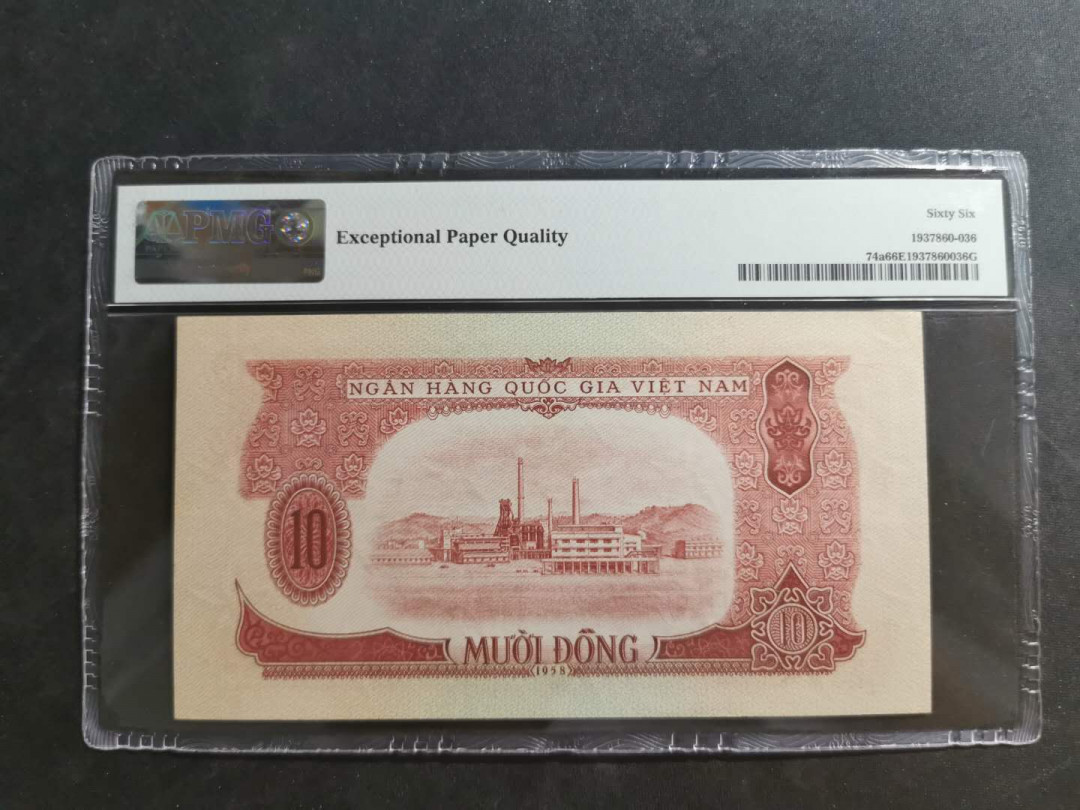 PMG
Exceptional Paper Quality
Sixty Six
1937860-036
74a66E1937860036G
NGÂN HÀNG QUỐC GIA VIỆT NAM
10
10
MƯỜI ĐỒNG
1958